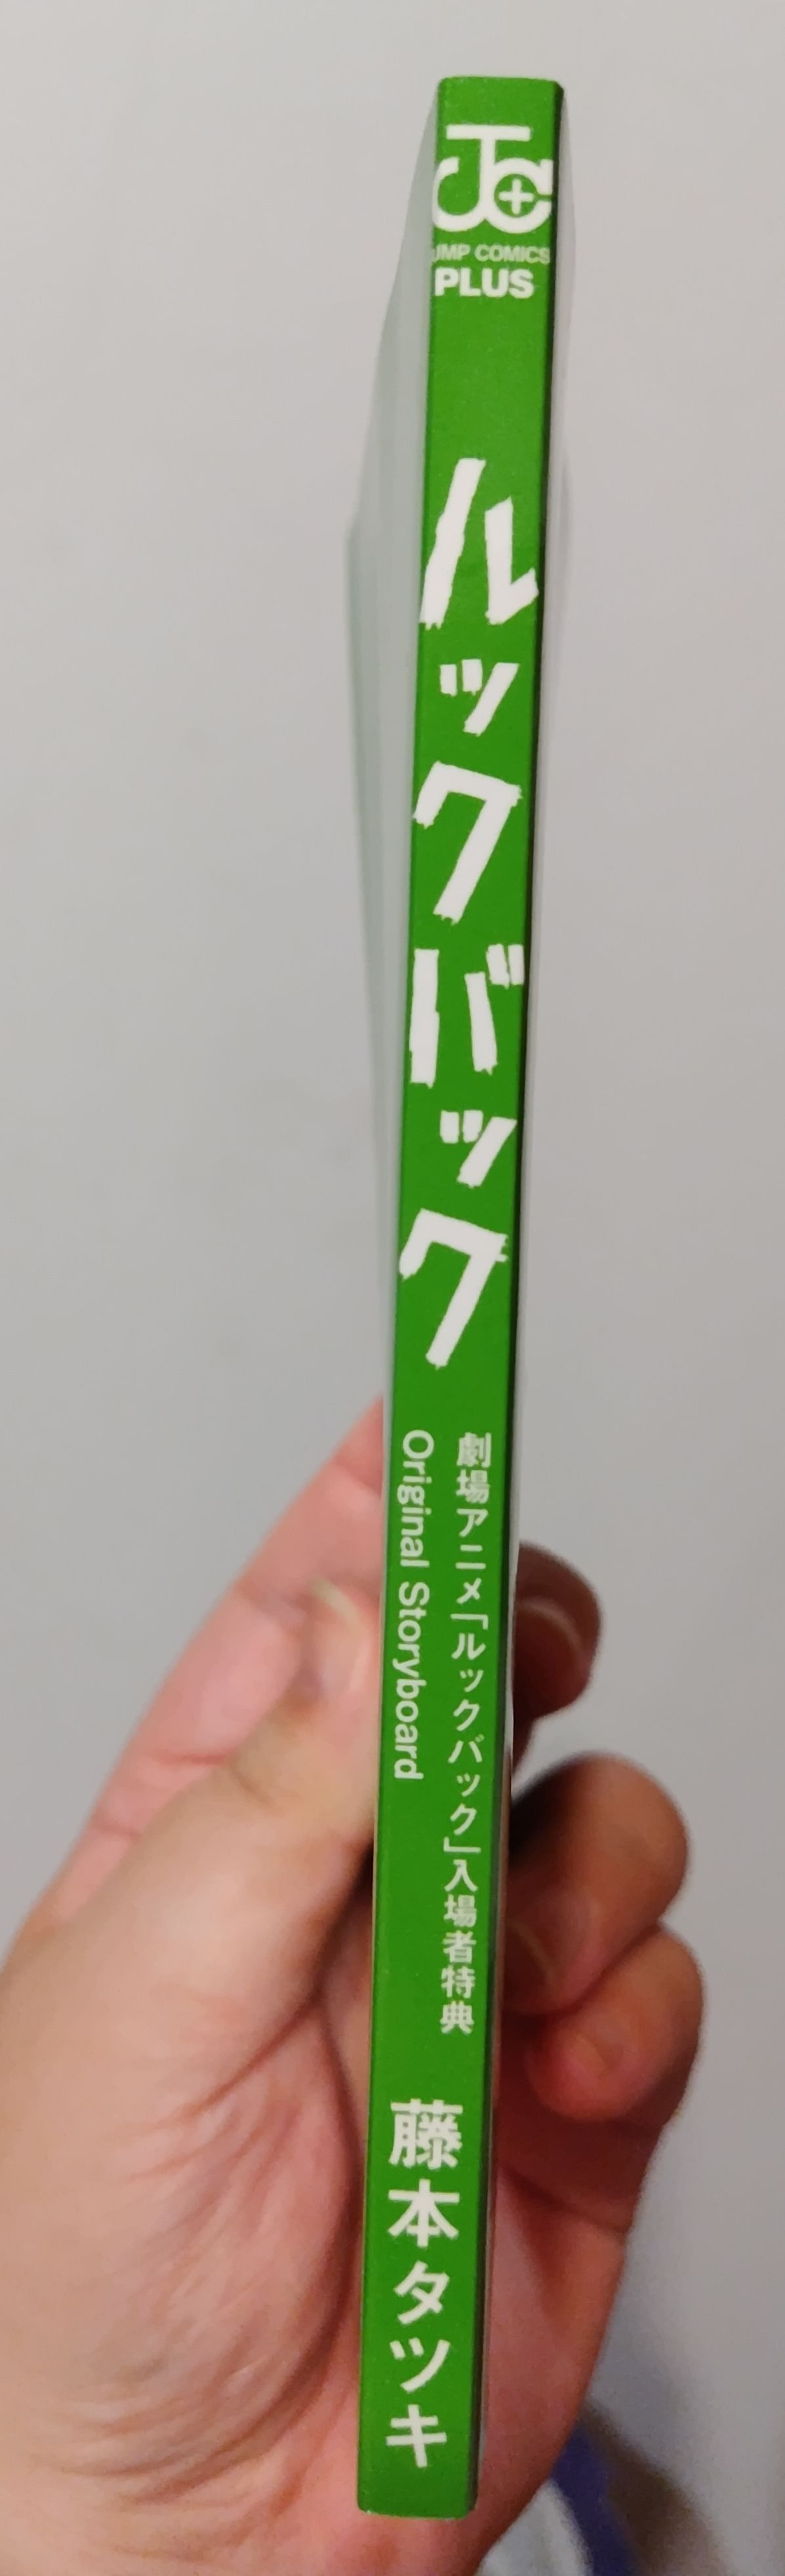 JC+
JUMP COMICS
PLUS
ルックバック
劇場アニメ「ルックバック」入場者特典
Original Storyboard
藤本タツキ